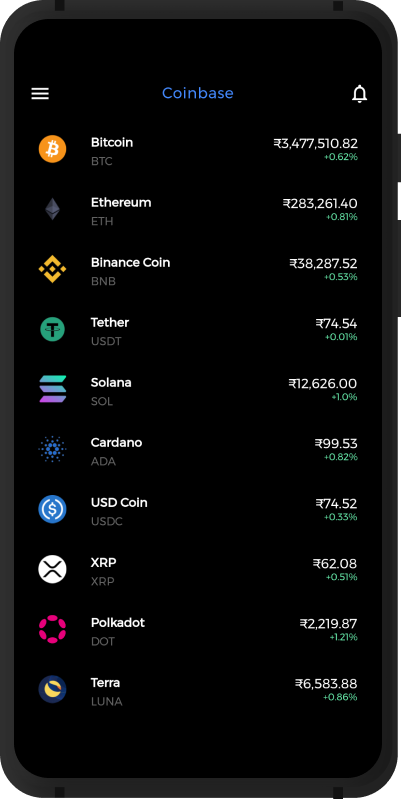 Coinbase
Bitcoin ₹3,477,510.82
BTC +0.62%
Ethereum ₹283,261.40
ETH +0.81%
Binance Coin ₹38,287.52
BNB +0.53%
Tether ₹74.54
USDT +0.01%
Solana ₹12,626.00
SOL +1.0%
Cardano ₹99.53
ADA +0.82%
USD Coin ₹74.52
USDC +0.33%
XRP ₹62.08
XRP +0.51%
Polkadot ₹2,219.87
DOT +1.21%
Terra ₹6,583.88
LUNA +0.86%